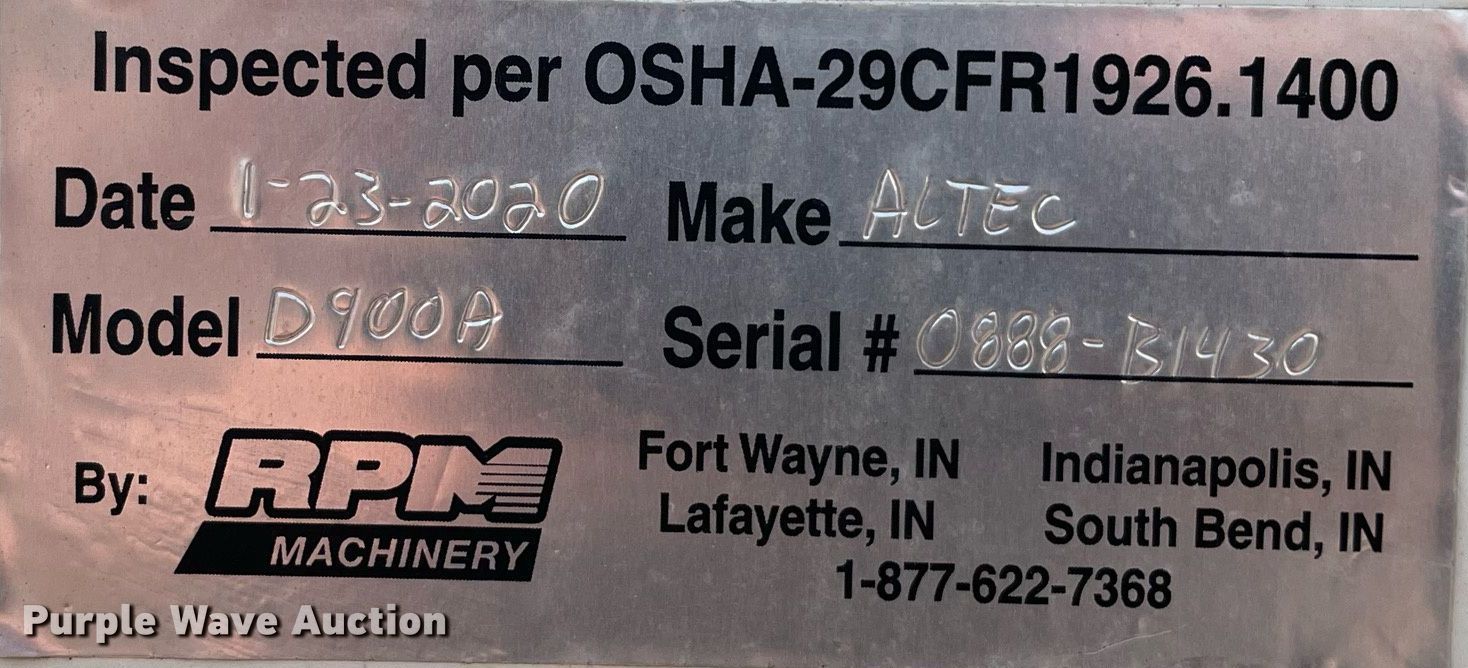 Inspected per OSHA-29CFR1926.1400
Date 1-23-2020 Make ALTEC
Model D900A Serial # 0888-B1430
By: RPM MACHINERY
Fort Wayne, IN Indianapolis, IN
Lafayette, IN South Bend, IN
1-877-622-7368
Purple Wave Auction